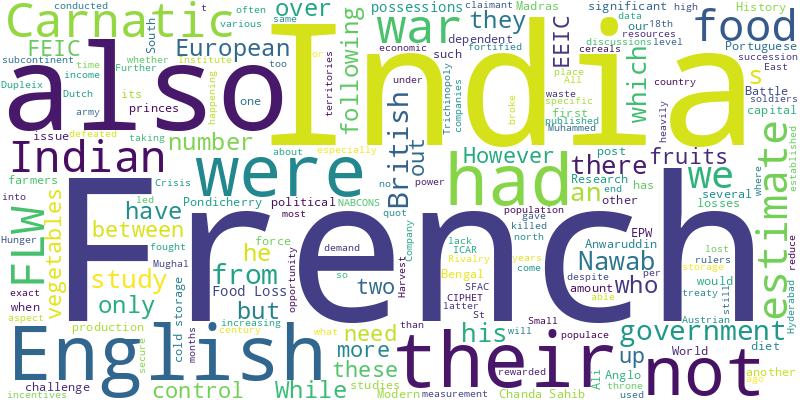 Carnatic
over
possessions
they
Madras
significant
our
18th
high
History
often
various
same
claimant
conducted
t
FEIC
European
war
dependent
such
fortified
level
data
resources
food
Portuguese
succession
South
economic
discussions
East
EEIC
which
subcontinent
time
income
whether
Further
Institute
or
too
also
India
following
territories
under
Trichinopoly
companies
place
All
cereals
country
s
Battle
soldiers
Dupleix
Dutch
army
its
princes
one
happening
British
out
first
waste
specific
published
Muhammed
heavily
broke
capital
issue
defeated
taking
number
especially
Indian
were
had
However
there
fruits
estimate
farmers
led
Crisis
about
no
NABCONS
post
Research
end
has
we
several
losses
where
established
into
Pondicherry
political
most
quot
power
other
an
FLW
vegetables
have
between
fought
Mughal
he
force
population
gave
killed
north
Anwaruddin
EPW
lost
rulers
storage
reduce
Hunger
study
from
demand
opportunity
Harvest
Company
lack
ICAR
Rivalry
years
Bengal
come
despite
Nawab
who
per
would
treaty
still
Hyderabad
exact
when
aspect
only
cold storage
Food Loss
but
two
so
SFAC
CIPHET
latter
St
amount
able
Austrian
French
production
increasing
months
century
what
need
his
than
will
Small
populace
government
English
their
not
up
diet
secure
more
these
studies
World
Anglo
another
ago
challenge
control
While
Modern
measurement
rewarded
Chanda Sahib
Ali
throne
used
incentives